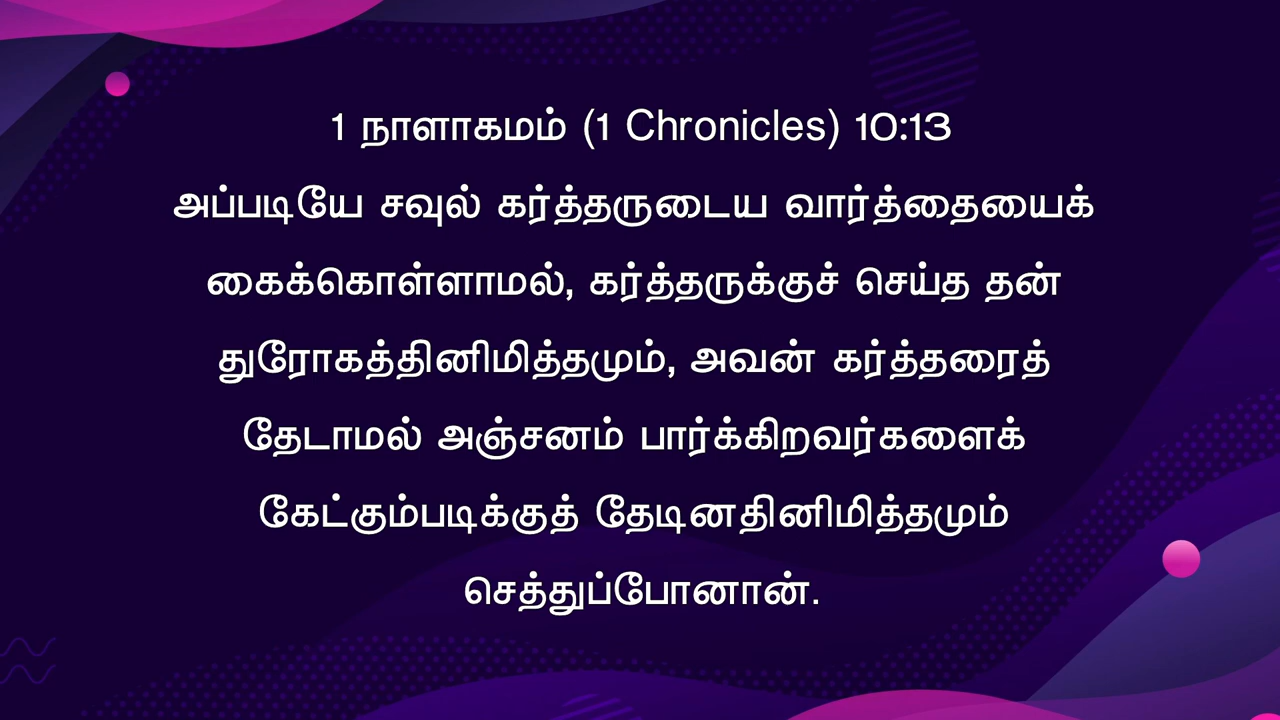 1 நாளாகமம் (1 Chronicles) 10:13
அப்படியே சவுல் கர்த்தருடைய வார்த்தையைக்
கைக்கொள்ளாமல், கர்த்தருக்குச் செய்த தன்
துரோகத்தினிமித்தமும், அவன் கர்த்தரைத்
தேடாமல் அஞ்சனம் பார்க்கிறவர்களைக்
கேட்கும்படிக்குத் தேடினதினிமித்தமும்
செத்துப்போனான்.